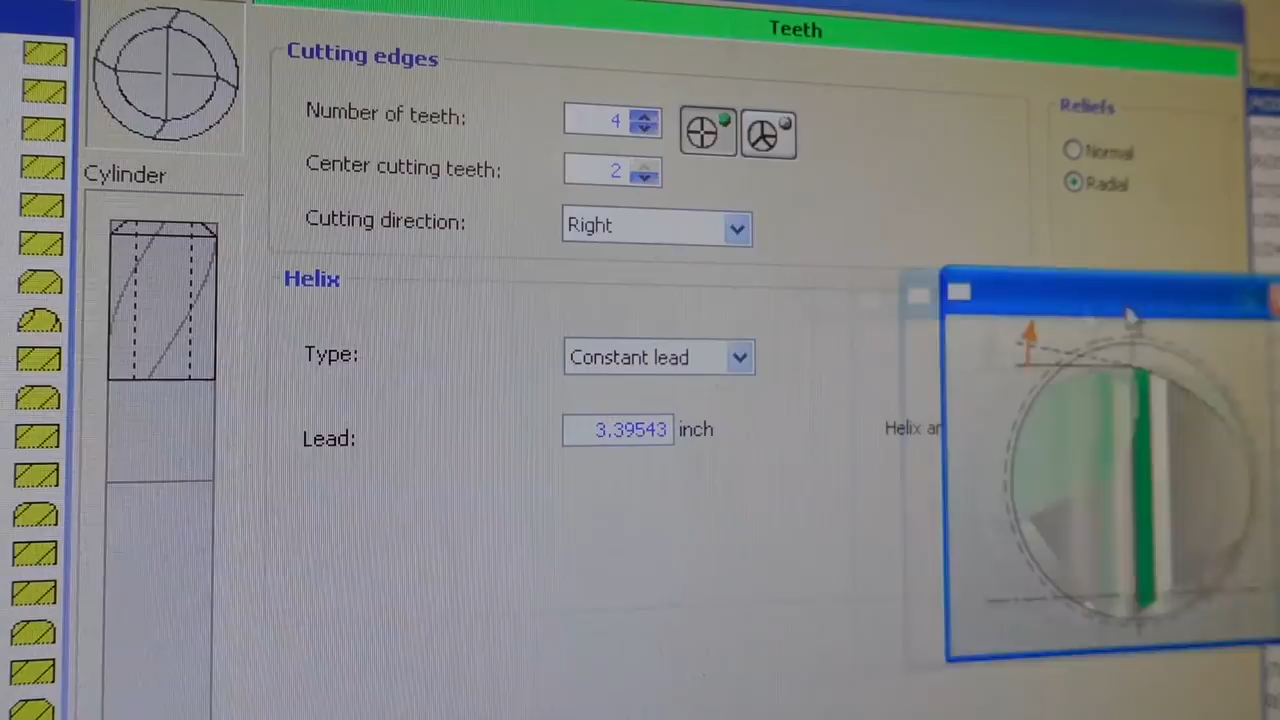 Teeth
Cutting edges
Number of teeth:
4
Center cutting teeth:
2
Cutting direction:
Right
Reliefs
Normal
Radial
Cylinder
Helix
Type:
Constant lead
Lead:
3.39543 inch
Helix